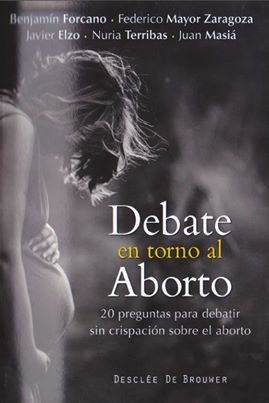 Benjamín Forcano · Federico Mayor Zaragoza
Javier Elzo · Nuria Terribas · Juan Masiá
Debate
en torno al
Aborto
20 preguntas para debatir
sin crispación sobre el aborto
DESCLÉE DE BROUWER